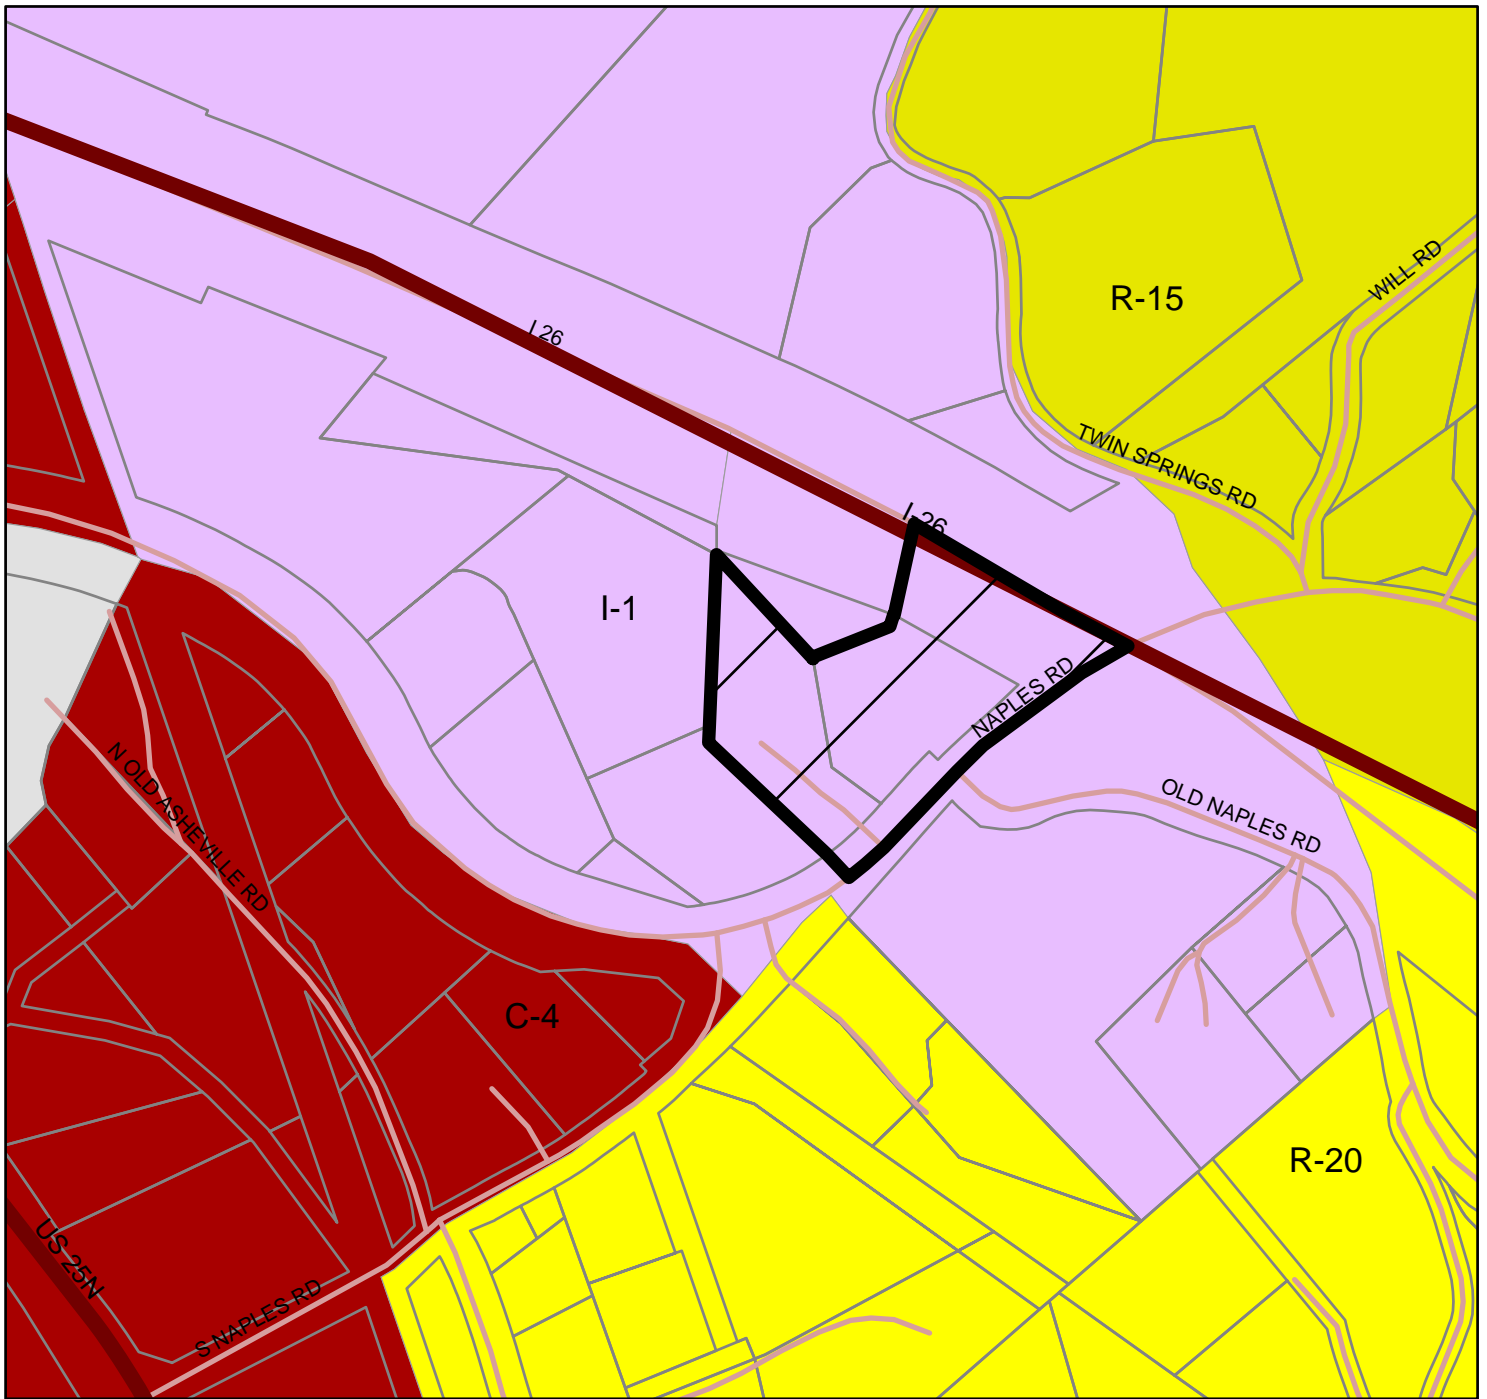 WILL RD
R-15
I 26
TWIN SPRINGS RD
I-26
I-1
NAPLES RD
N OLD ASHEVILLE RD
OLD NAPLES RD
C-4
R-20
US 25N
S NAPLES RD